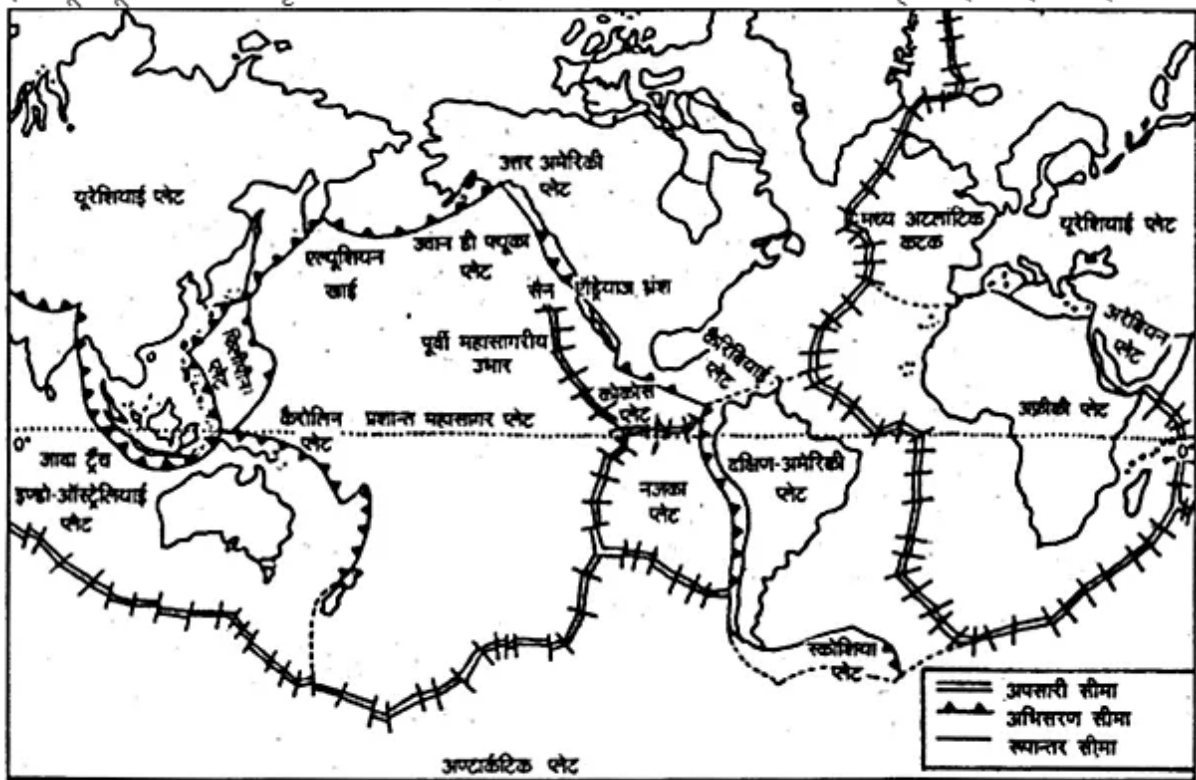 उत्तर अमेरिकी
प्लेट
यूरेशियाई प्लेट
मध्य अटलांटिक
कटक
यूरेशियाई प्लेट
एल्यूशियन
खाई
ज्वान डी फ्यूका
प्लेट
सैन एंड्रियाज भ्रंश
पूर्वी महासागरीय
उभार
कैरिबियाई
प्लेट
अरेबियन
प्लेट
प्लेट
कोकोस
प्लेट
कैरोलिन
प्लेट
प्रशान्त महासागर प्लेट
अफ्रीकी प्लेट
0°
0°
जावा ट्रैंच
इण्डो-ऑस्ट्रेलियाई
प्लेट
नजका
प्लेट
दक्षिण-अमेरिकी
प्लेट
स्कोशिया
प्लेट
अण्टार्कटिक प्लेट
अपसारी सीमा
अभिसरण सीमा
रूपान्तर सीमा